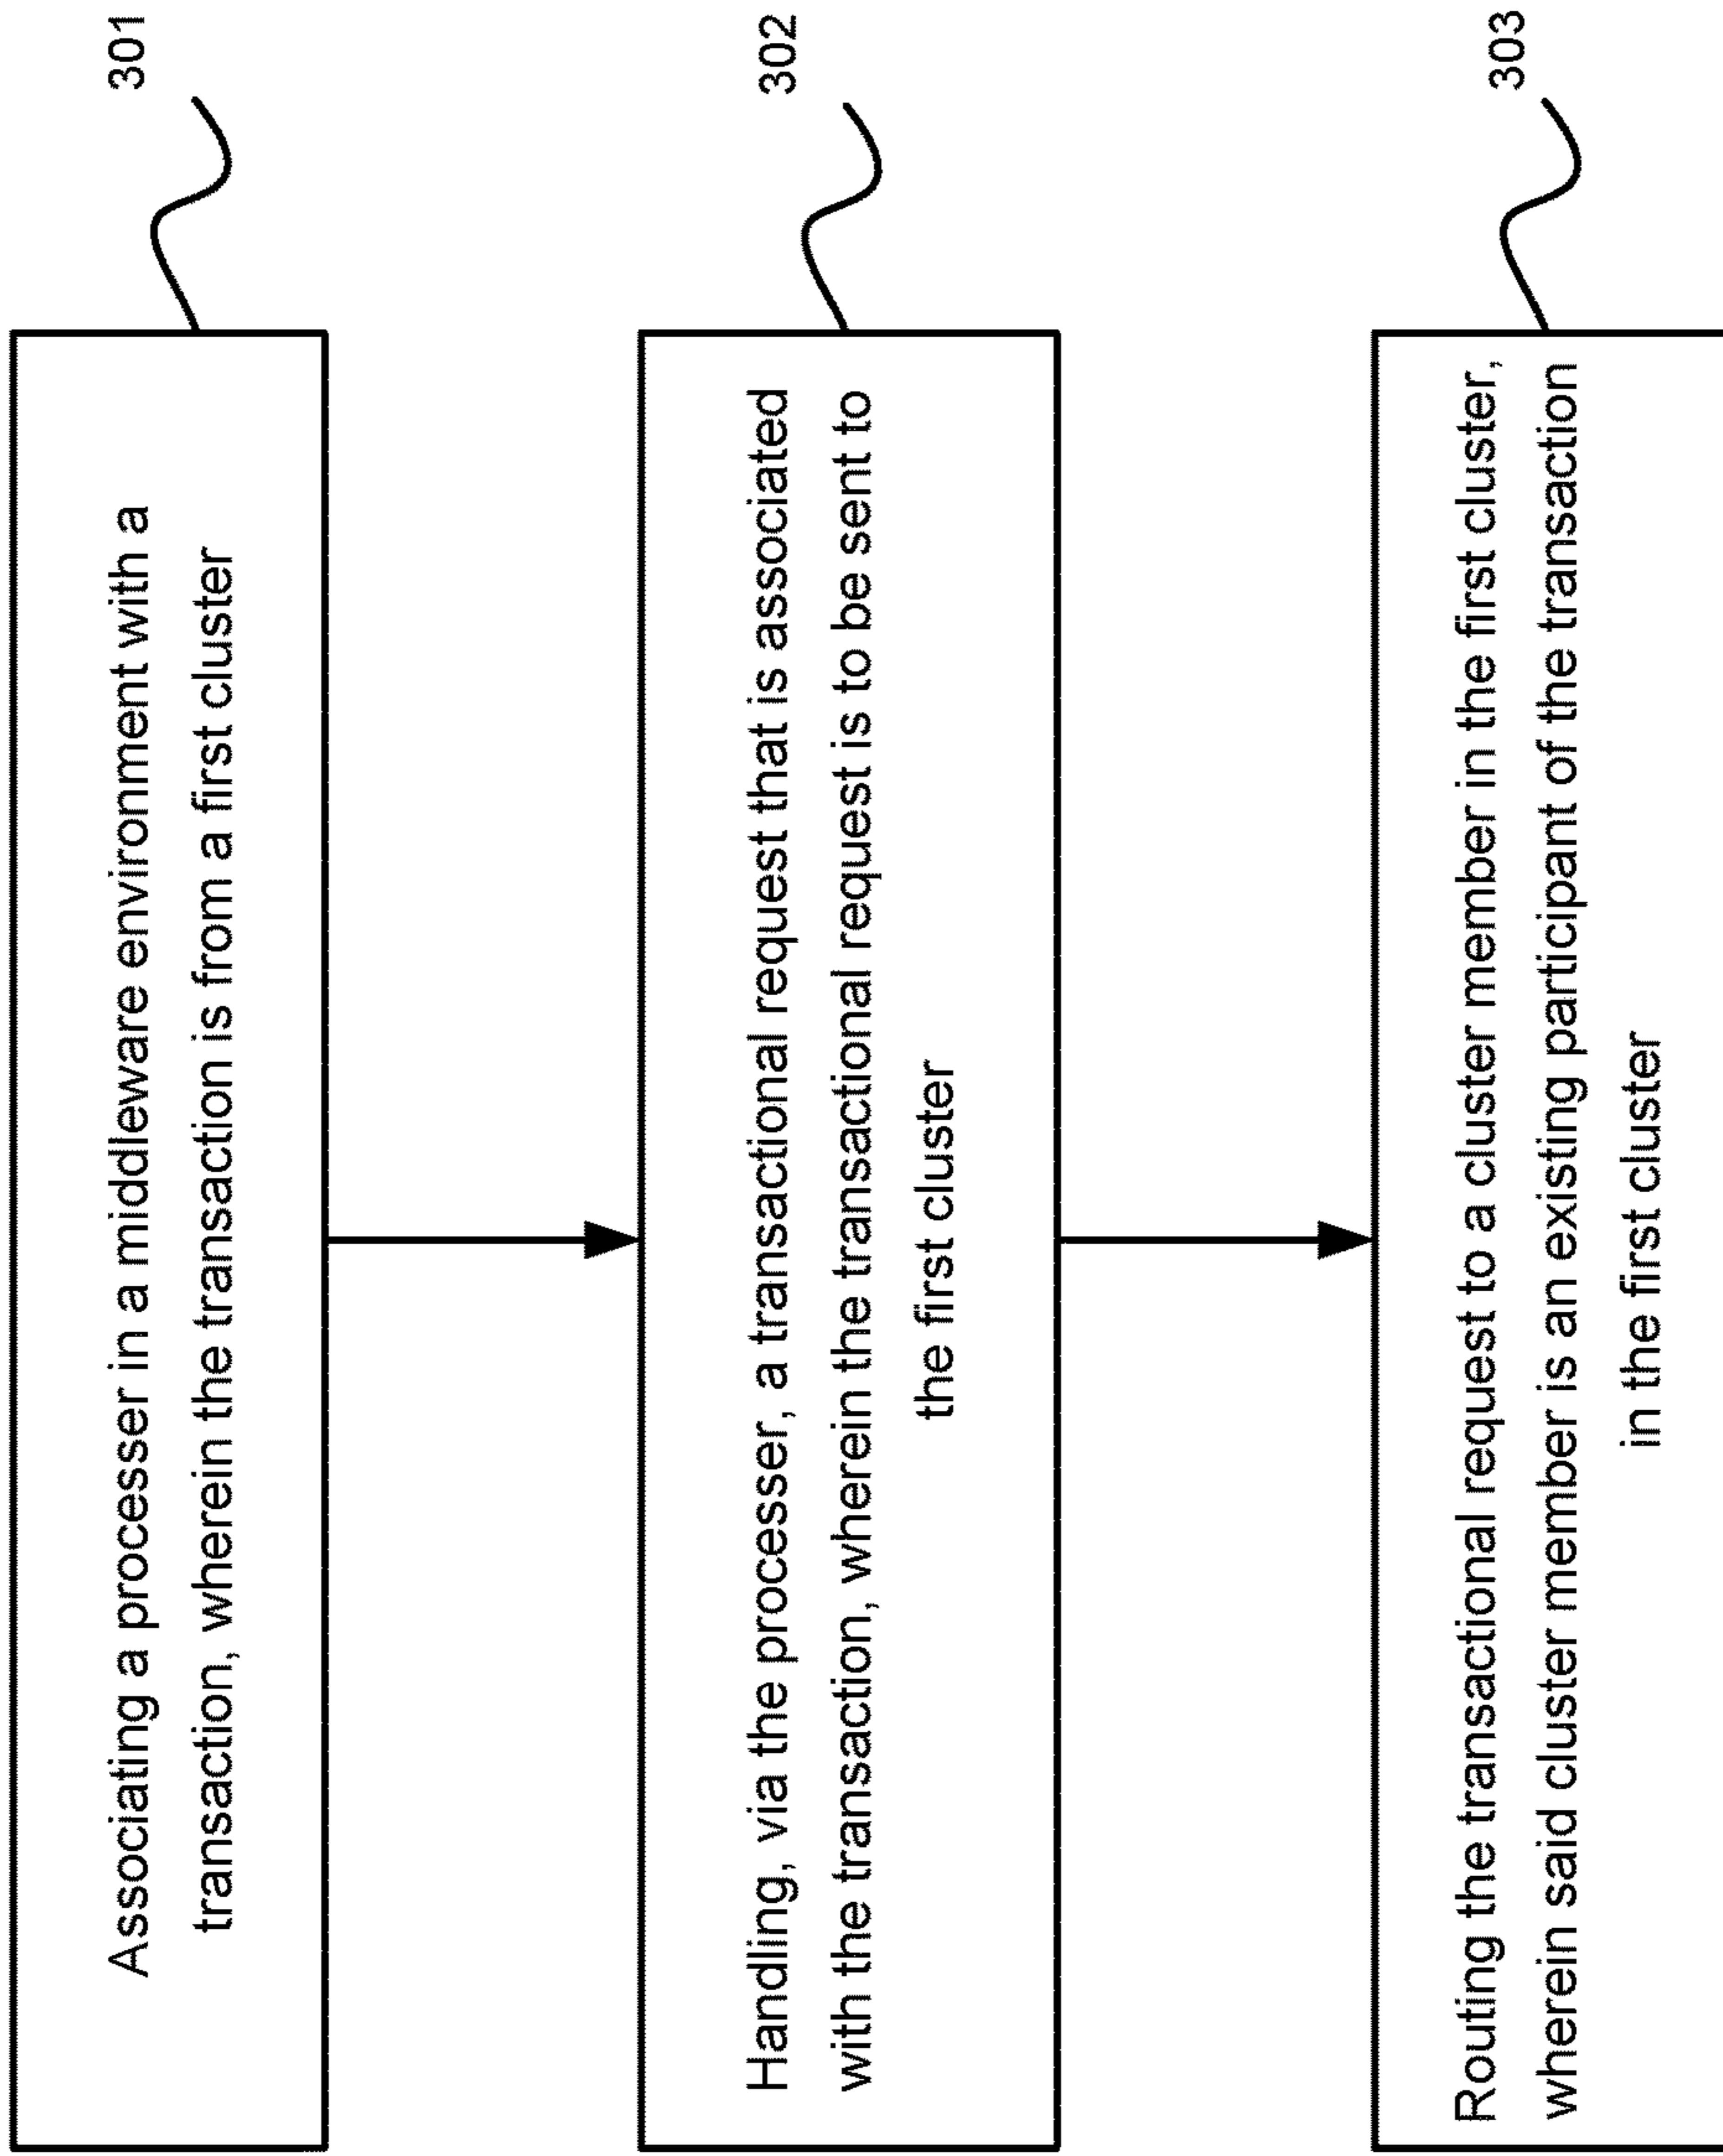 301
Associating a processer in a middleware environment with a
transaction, wherein the transaction is from a first cluster
302
Handling, via the processer, a transactional request that is associated
with the transaction, wherein the transactional request is to be sent to
the first cluster
303
Routing the transactional request to a cluster member in the first cluster,
wherein said cluster member is an existing participant of the transaction
in the first cluster